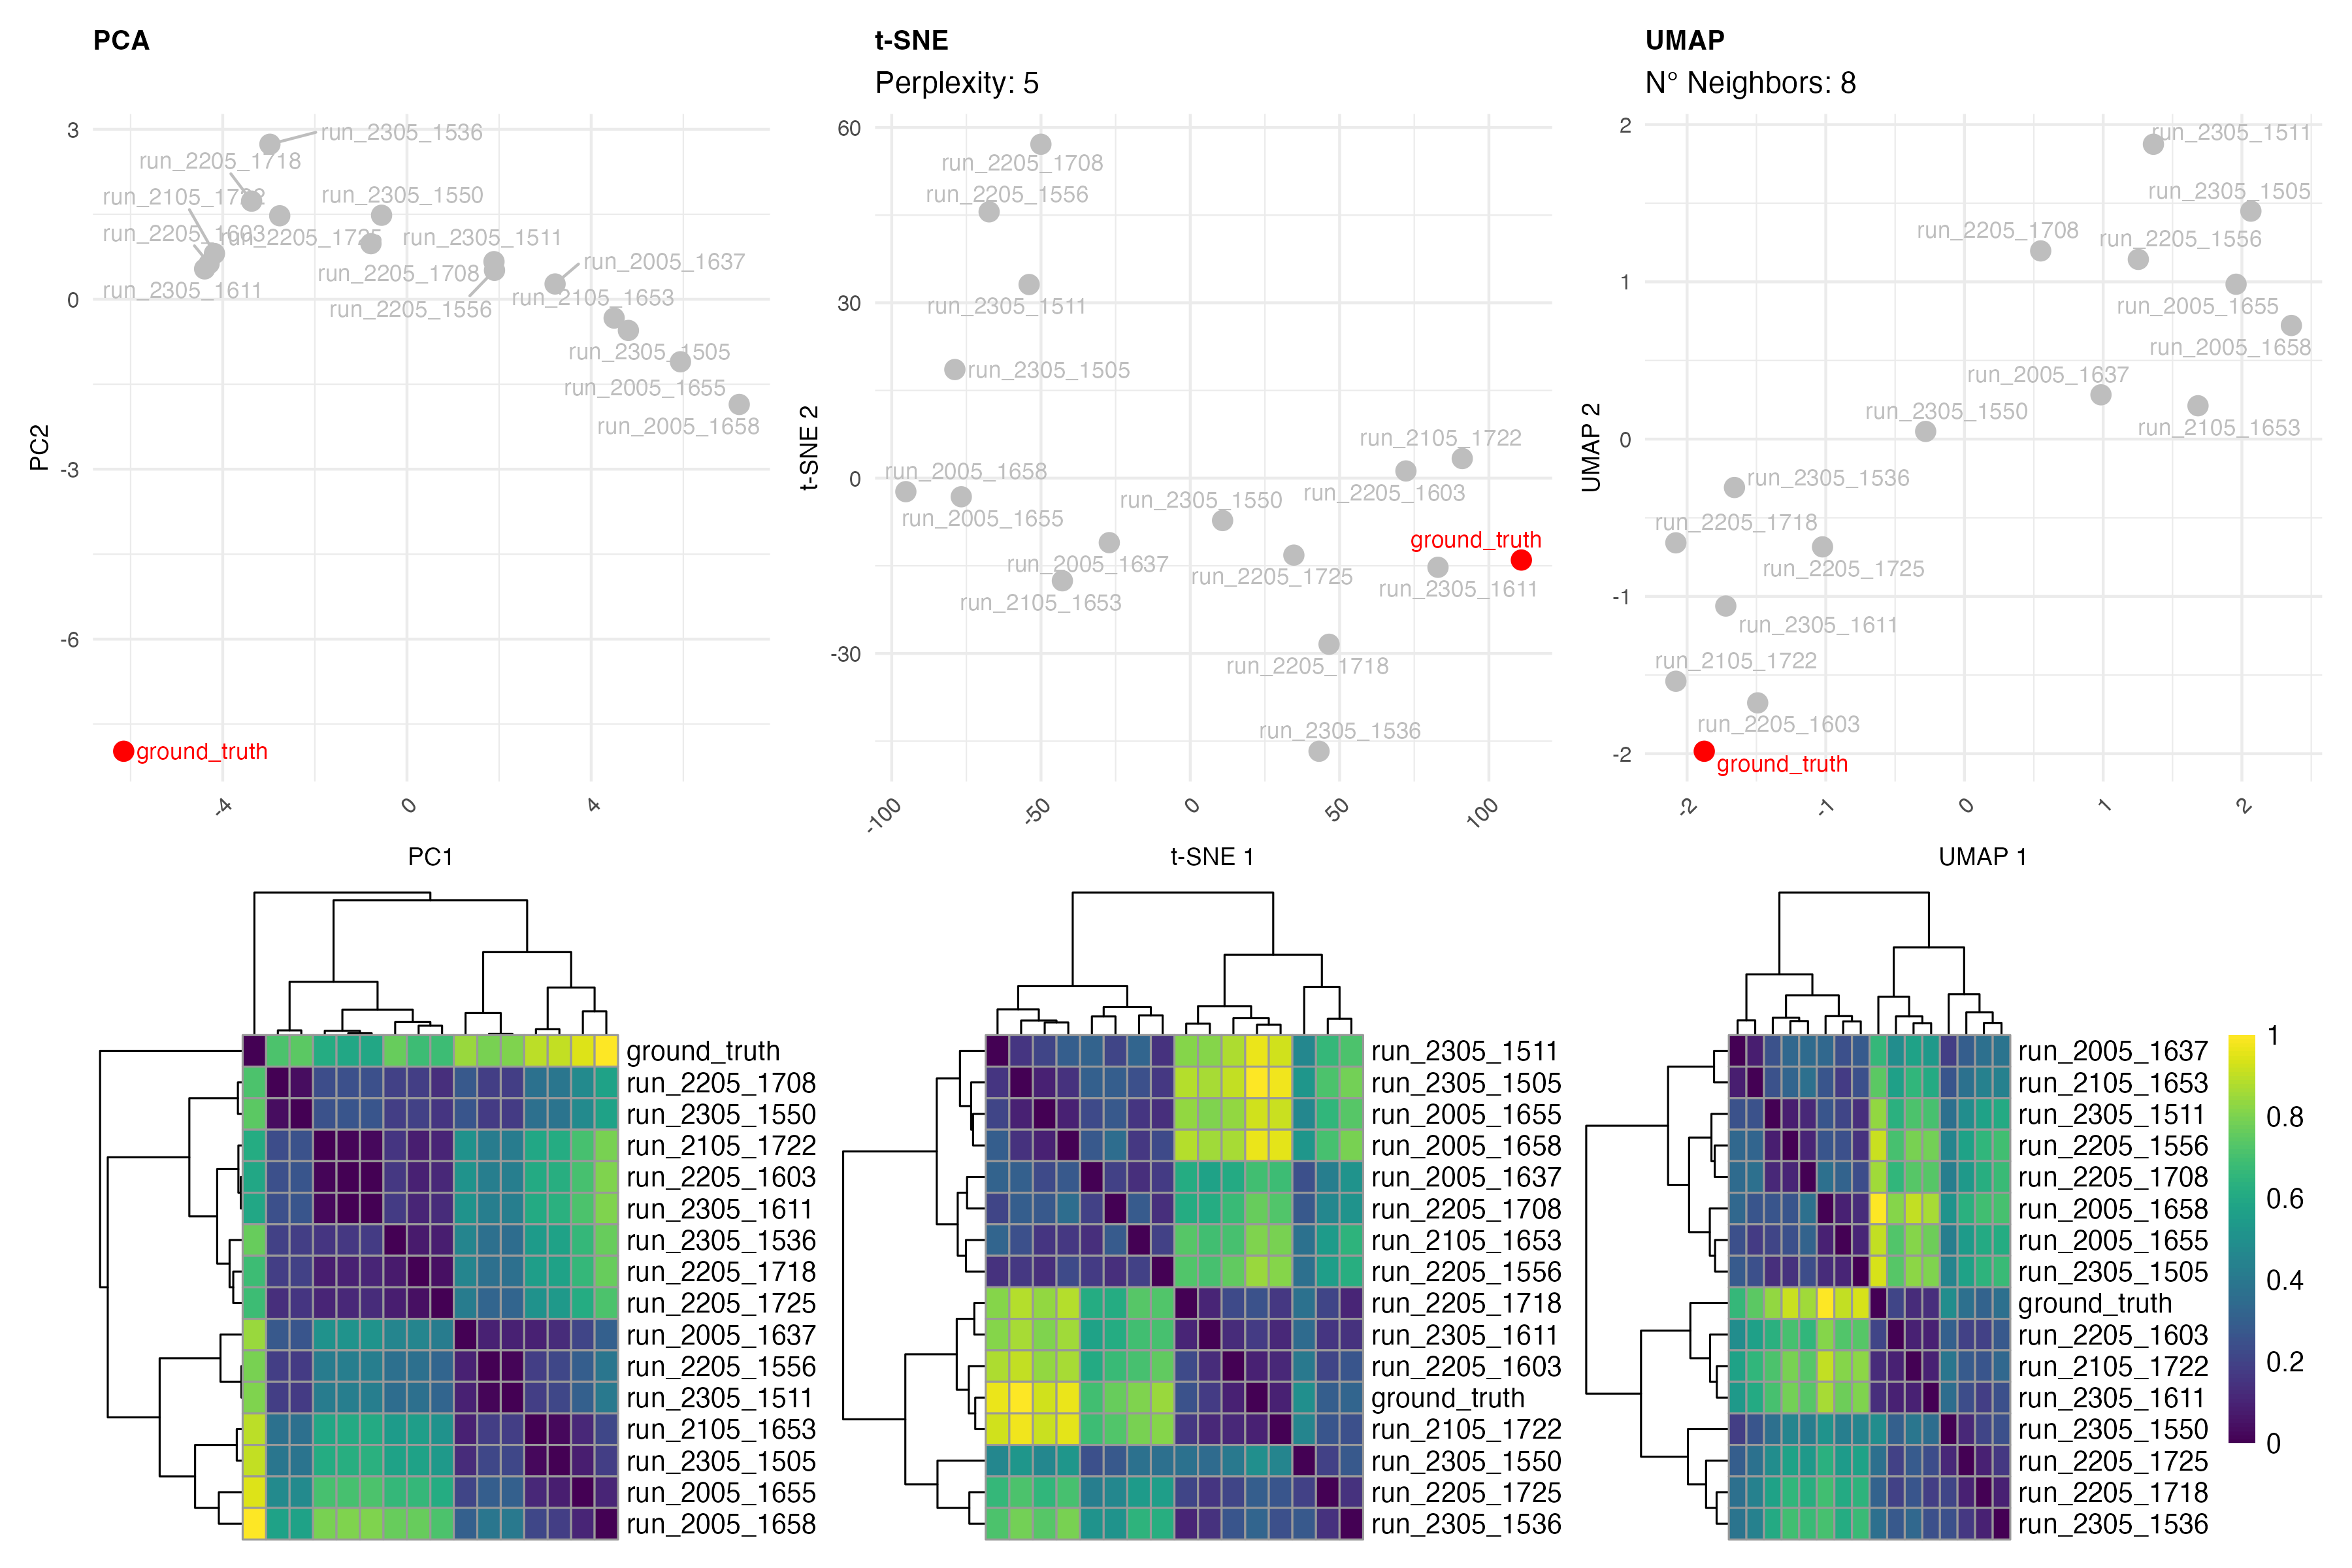 PCA
3
0
-3
-6
PC2
run_2305_1536
run_2205_1718
run_2105_1722
run_2305_1550
run_2205_1603
run_2205_1725
run_2305_1511
run_2205_1708
run_2005_1637
run_2305_1611
run_2205_1556
run_2105_1653
run_2305_1505
run_2005_1655
run_2005_1658
ground_truth
-4
0
4
PC1
t-SNE
Perplexity: 5
60
30
0
-30
t-SNE 2
run_2205_1708
run_2205_1556
run_2305_1511
run_2305_1505
run_2105_1722
run_2005_1658
run_2305_1550
run_2205_1603
run_2005_1655
ground_truth
run_2005_1637
run_2205_1725
run_2305_1611
run_2105_1653
run_2205_1718
run_2305_1536
-100
-50
0
50
100
t-SNE 1
UMAP
N° Neighbors: 8
2
1
0
-1
-2
UMAP 2
run_2305_1511
run_2305_1505
run_2205_1708
run_2205_1556
run_2005_1655
run_2005_1658
run_2005_1637
run_2305_1550
run_2105_1653
run_2305_1536
run_2205_1718
run_2205_1725
run_2305_1611
run_2105_1722
run_2205_1603
ground_truth
-2
-1
0
1
2
UMAP 1
ground_truth
run_2205_1708
run_2305_1550
run_2105_1722
run_2205_1603
run_2305_1611
run_2305_1536
run_2205_1718
run_2205_1725
run_2005_1637
run_2205_1556
run_2305_1511
run_2105_1653
run_2305_1505
run_2005_1655
run_2005_1658
run_2305_1511
run_2305_1505
run_2005_1655
run_2005_1658
run_2005_1637
run_2205_1708
run_2105_1653
run_2205_1556
run_2205_1718
run_2305_1611
run_2205_1603
ground_truth
run_2105_1722
run_2305_1550
run_2205_1725
run_2305_1536
run_2005_1637
run_2105_1653
run_2305_1511
run_2205_1556
run_2205_1708
run_2005_1658
run_2005_1655
run_2305_1505
ground_truth
run_2205_1603
run_2105_1722
run_2305_1611
run_2305_1550
run_2205_1725
run_2205_1718
run_2305_1536
1
0.8
0.6
0.4
0.2
0